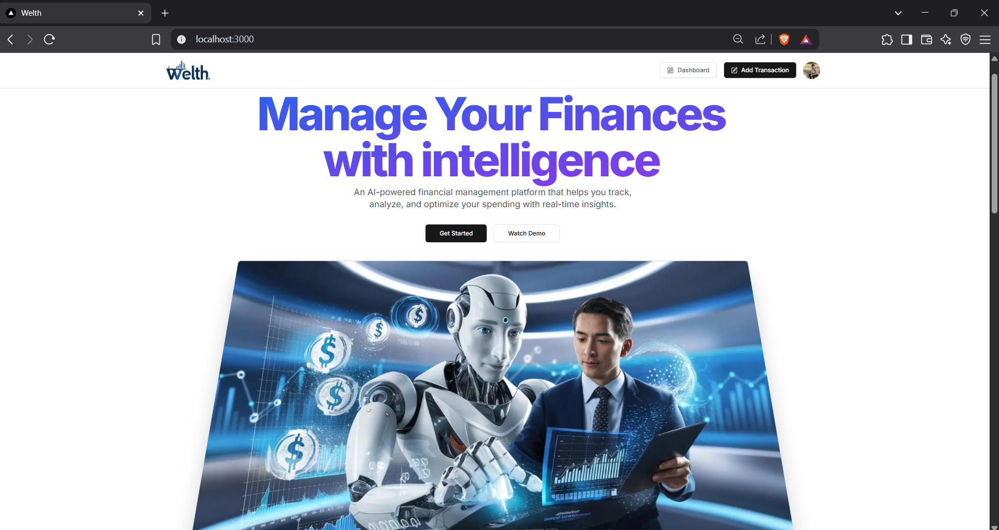 Welth
localhost:3000
Welth
Dashboard
Add Transaction
Manage Your Finances
with intelligence
An AI-powered financial management platform that helps you track,
analyze, and optimize your spending with real-time insights.
Get Started
Watch Demo
$
$
$
$
$